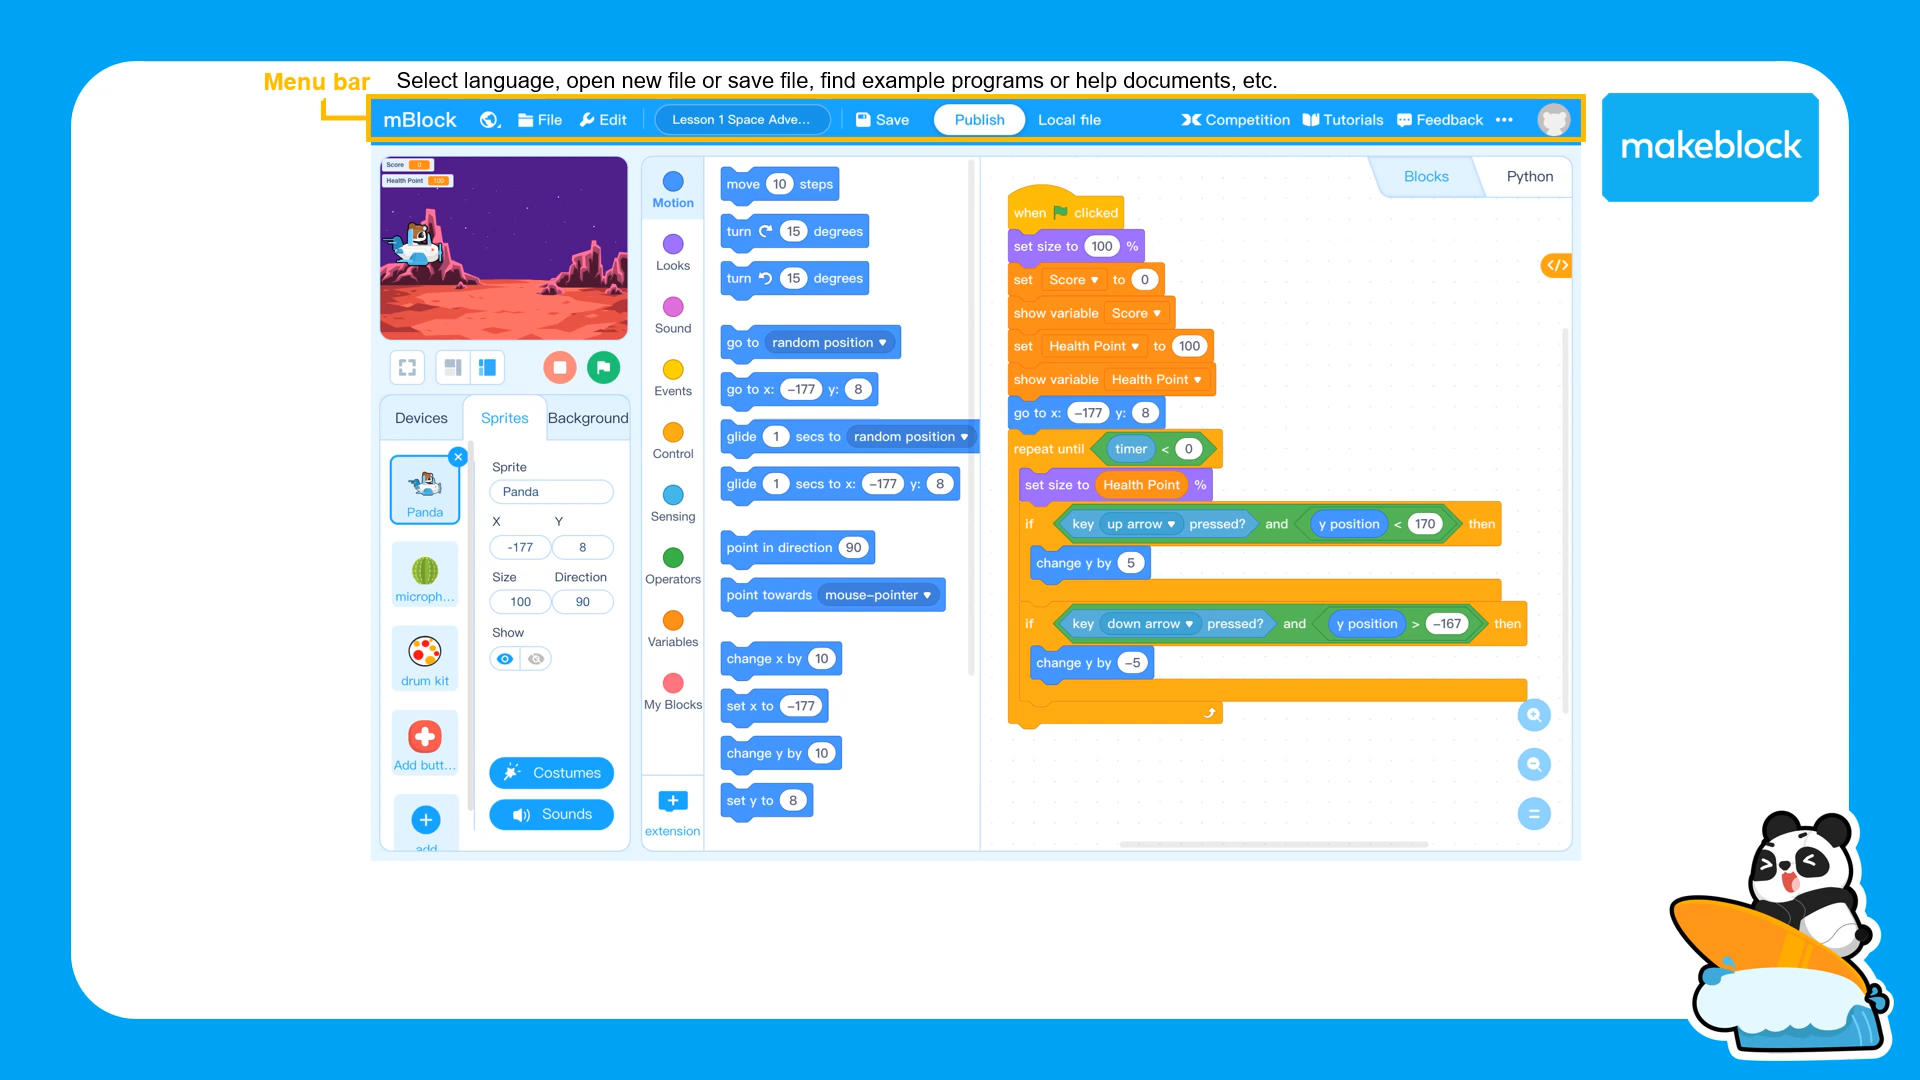 Menu bar
Select language, open new file or save file, find example programs or help documents, etc.
mBlock File Edit Lesson 1 Space Adve... Save Publish Local file Competition Tutorials Feedback
makeblock
Score 0
Health Point 100
Devices Sprites Background
Panda
microph...
drum kit
Add butt...
add
Sprite
Panda
X Y
-177 8
Size Direction
100 90
Show
Costumes
Sounds
Motion
Looks
Sound
Events
Control
Sensing
Operators
Variables
My Blocks
extension
move 10 steps
turn 15 degrees
turn 15 degrees
go to random position
go to x: -177 y: 8
glide 1 secs to random position
glide 1 secs to x: -177 y: 8
point in direction 90
point towards mouse-pointer
change x by 10
set x to -177
change y by 10
set y to 8
Blocks Python
</>
when clicked
set size to 100 %
set Score to 0
show variable Score
set Health Point to 100
show variable Health Point
go to x: -177 y: 8
repeat until timer < 0
set size to Health Point %
if key up arrow pressed? and y position < 170 then
change y by 5
if key down arrow pressed? and y position > -167 then
change y by -5